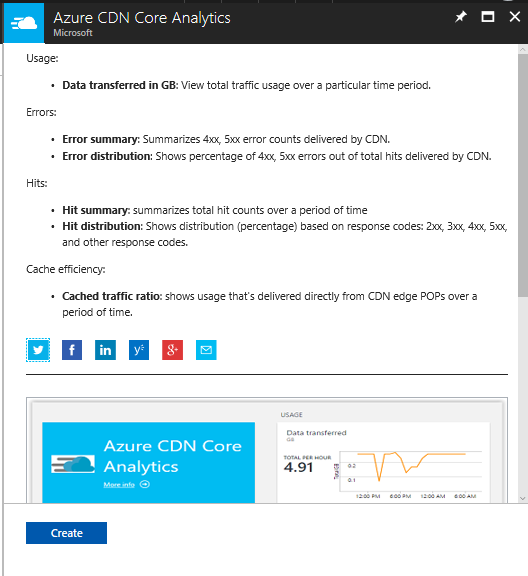 Azure CDN Core Analytics
Microsoft
Usage:
• Data transferred in GB: View total traffic usage over a particular time period.
Errors:
• Error summary: Summarizes 4xx, 5xx error counts delivered by CDN.
• Error distribution: Shows percentage of 4xx, 5xx errors out of total hits delivered by CDN.
Hits:
• Hit summary: summarizes total hit counts over a period of time
• Hit distribution: Shows distribution (percentage) based on response codes: 2xx, 3xx, 4xx, 5xx,
and other response codes.
Cache efficiency:
• Cached traffic ratio: shows usage that's delivered directly from CDN edge POPs over a
period of time.
f in y g+
USAGE
Azure CDN Core
Analytics
More info
Data transferred
GB
TOTAL PER HOUR
4.91
Total GB
0.2
0.1
12:00 PM 6:00 PM 12:00 AM 6:00 AM
Create